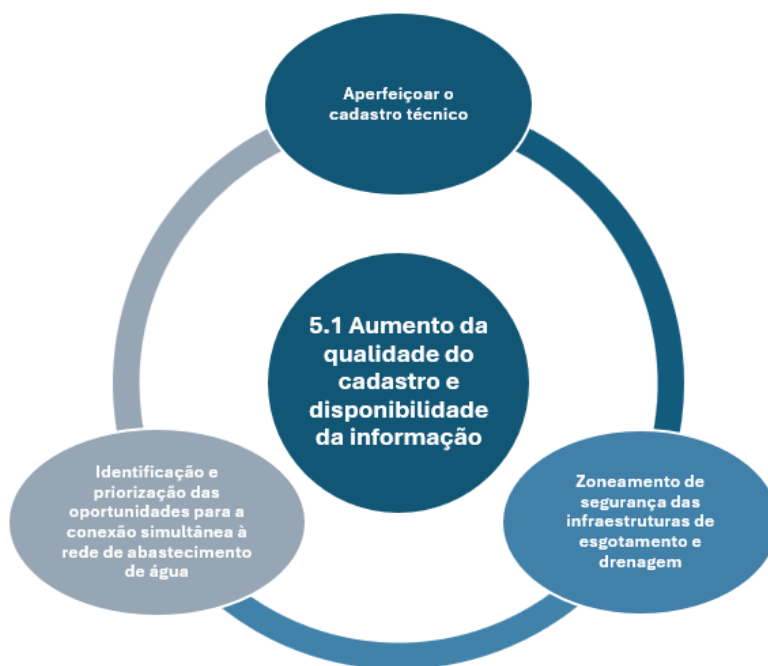 Aperfeiçoar o
cadastro técnico
5.1 Aumento da
qualidade do
cadastro e
disponibilidade
da informação
Identificação e
priorização das
oportunidades para a
conexão simultânea à
rede de abastecimento
de água
Zoneamento de
segurança das
infraestruturas de
esgotamento e
drenagem